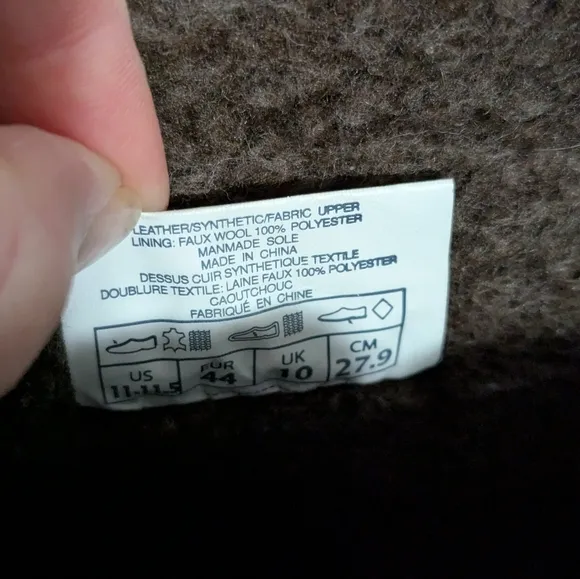 LEATHER/SYNTHETIC/FABRIC UPPER
LINING: FAUX WOOL 100% POLYESTER
MANMADE SOLE
MADE IN CHINA
DESSUS CUIR SYNTHETIQUE TEXTILE
DOUBLURE TEXTILE: LAINE FAUX 100% POLYESTER
CAOUTCHOUC
FABRIQUÉ EN CHINE
US EUR UK CM
11-11.5 44 10 27.9